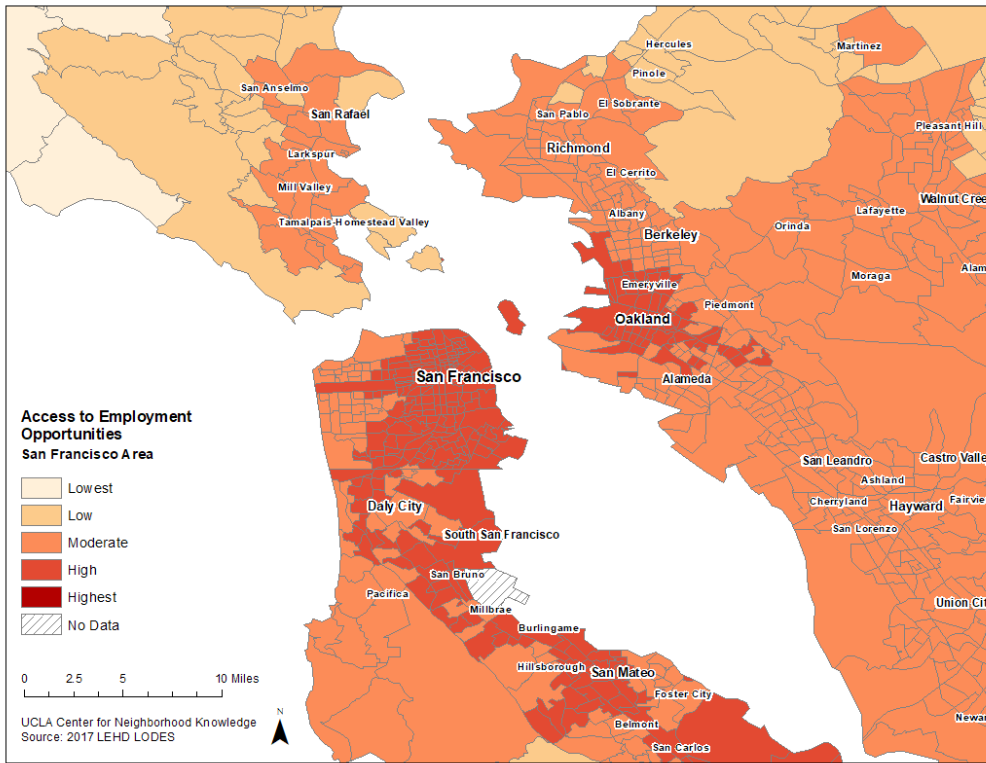 Hercules
Martinez
Pinole
San Anselmo
El Sobrante
San Rafael
San Pablo
Pleasant Hill
Richmond
Larkspur
El Cerrito
Mill Valley
Walnut Cree
Albany
Lafayette
Tamalpais-Homestead Valley
Orinda
Berkeley
Alam
Moraga
Emeryville
Piedmont
Oakland
San Francisco
Alameda
Access to Employment
Opportunities
San Francisco Area
Lowest
Low
Moderate
High
Highest
No Data
San Leandro
Castro Valle
Ashland
Cherryland
Hayward
Fairvie
San Lorenzo
Daly City
South San Francisco
San Bruno
Pacifica
Millbrae
Union Cit
Burlingame
Hillsborough
San Mateo
Foster City
Belmont
Newar
San Carlos
0 2.5 5 10 Miles
UCLA Center for Neighborhood Knowledge
Source: 2017 LEHD LODES
N